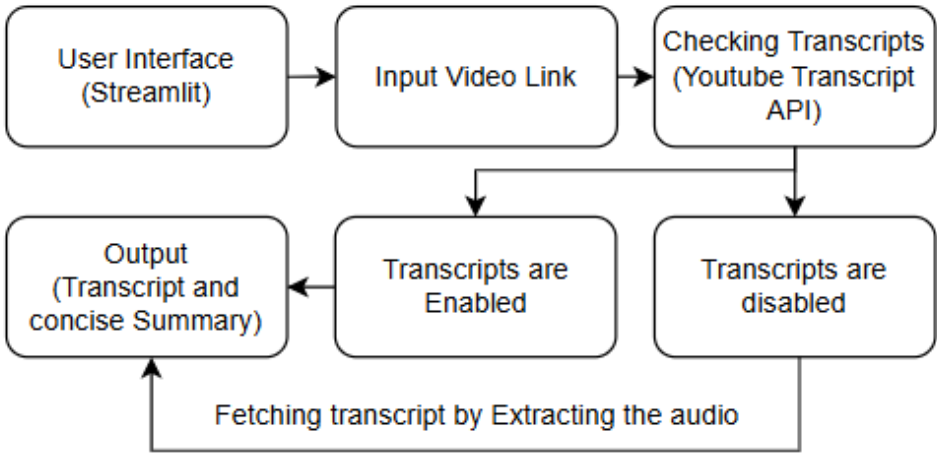 User Interface
(Streamlit)
Input Video Link
Checking Transcripts
(Youtube Transcript
API)
Output
(Transcript and
concise Summary)
Transcripts are
Enabled
Transcripts are
disabled
Fetching transcript by Extracting the audio